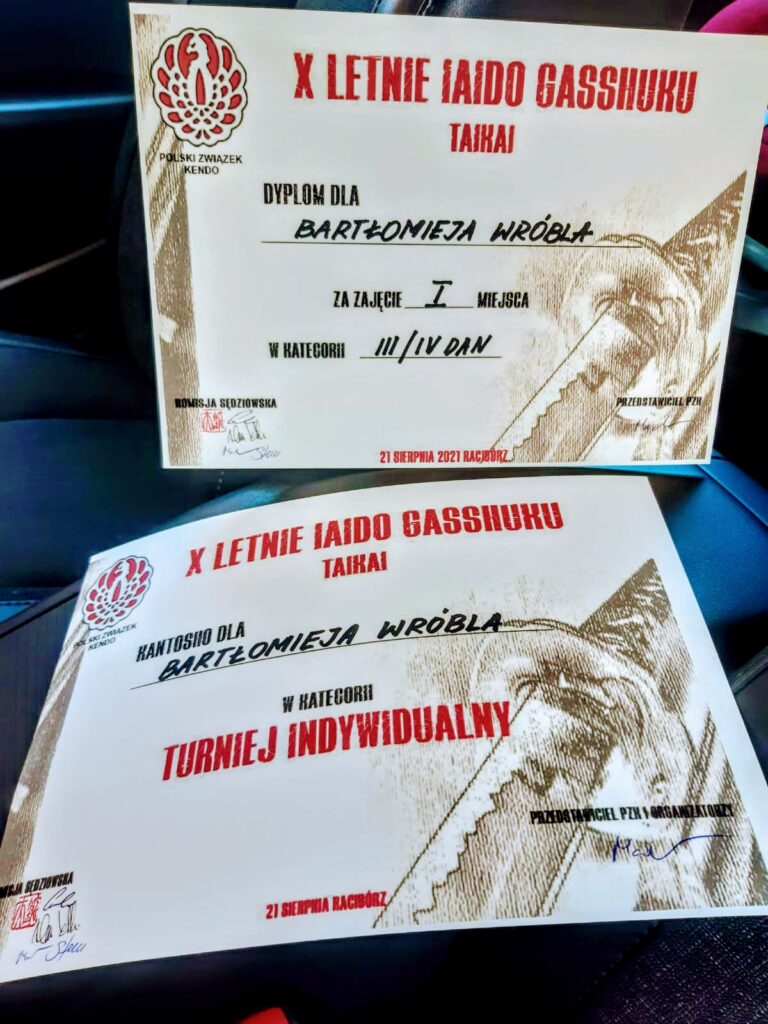 X LETNIE IAIDO GASSHUKU
TAIKAI
POLSKI ZWIĄZEK
KENDO
DYPLOM DLA
BARTŁOMIEJA WRÓBLA
ZA ZAJĘCIE I MIEJSCA
W KATEGORII III/IV DAN
KOMISJA SĘDZIOWSKA
PRZEDSTAWICIEL PZK
21 SIERPNIA 2021 RACIBÓRZ
X LETNIE IAIDO GASSHUKU
TAIKAI
POLSKI ZWIĄZEK
KENDO
KANTOSHO DLA
BARTŁOMIEJA WRÓBLA
W KATEGORII
TURNIEJ INDYWIDUALNY
PRZEDSTAWICIEL PZK I ORGANIZATORZY
MISJA SĘDZIOWSKA
21 SIERPNIA RACIBÓRZ